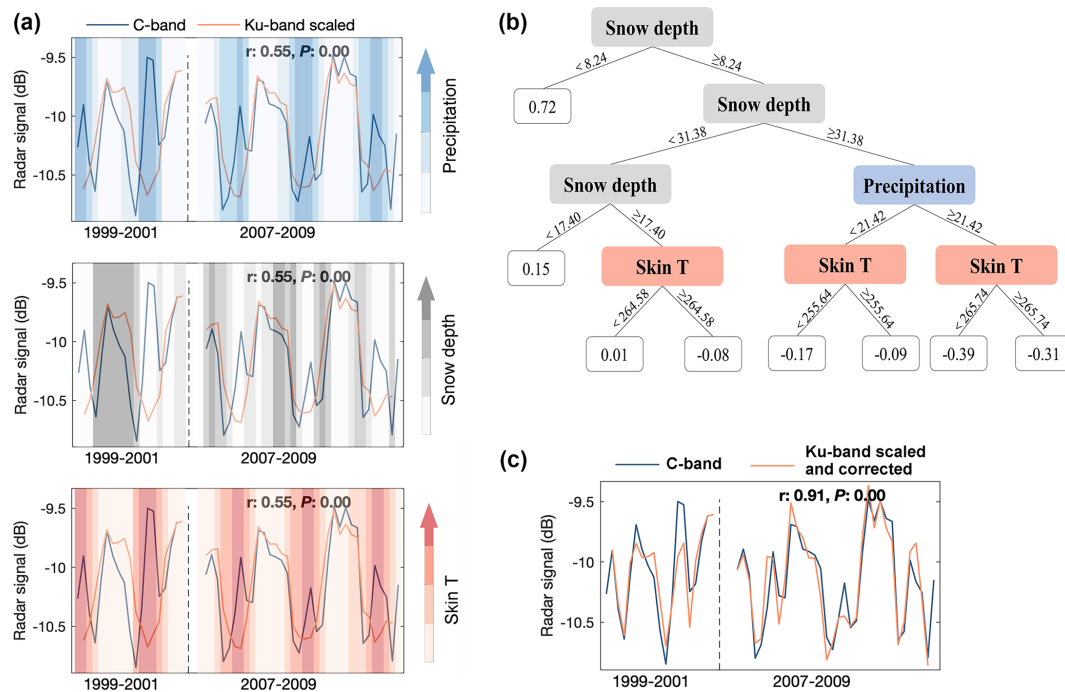 (a)
C-band
Ku-band scaled
r: 0.55, P: 0.00
-9.5
-10
-10.5
Radar signal (dB)
Precipitation
1999-2001
2007-2009
r: 0.55, P: 0.00
-9.5
-10
-10.5
Radar signal (dB)
Snow depth
1999-2001
2007-2009
r: 0.55, P: 0.00
-9.5
-10
-10.5
Radar signal (dB)
Skin T
1999-2001
2007-2009
(b)
Snow depth
< 8.24
≥8.24
0.72
Snow depth
< 31.38
≥31.38
Snow depth
Precipitation
< 17.40
≥17.40
< 21.42
≥21.42
0.15
Skin T
Skin T
Skin T
< 264.58
≥264.58
< 255.64
≥255.64
< 265.74
≥265.74
0.01
-0.08
-0.17
-0.09
-0.39
-0.31
(c)
C-band
Ku-band scaled
and corrected
r: 0.91, P: 0.00
-9.5
-10
-10.5
Radar signal (dB)
1999-2001
2007-2009